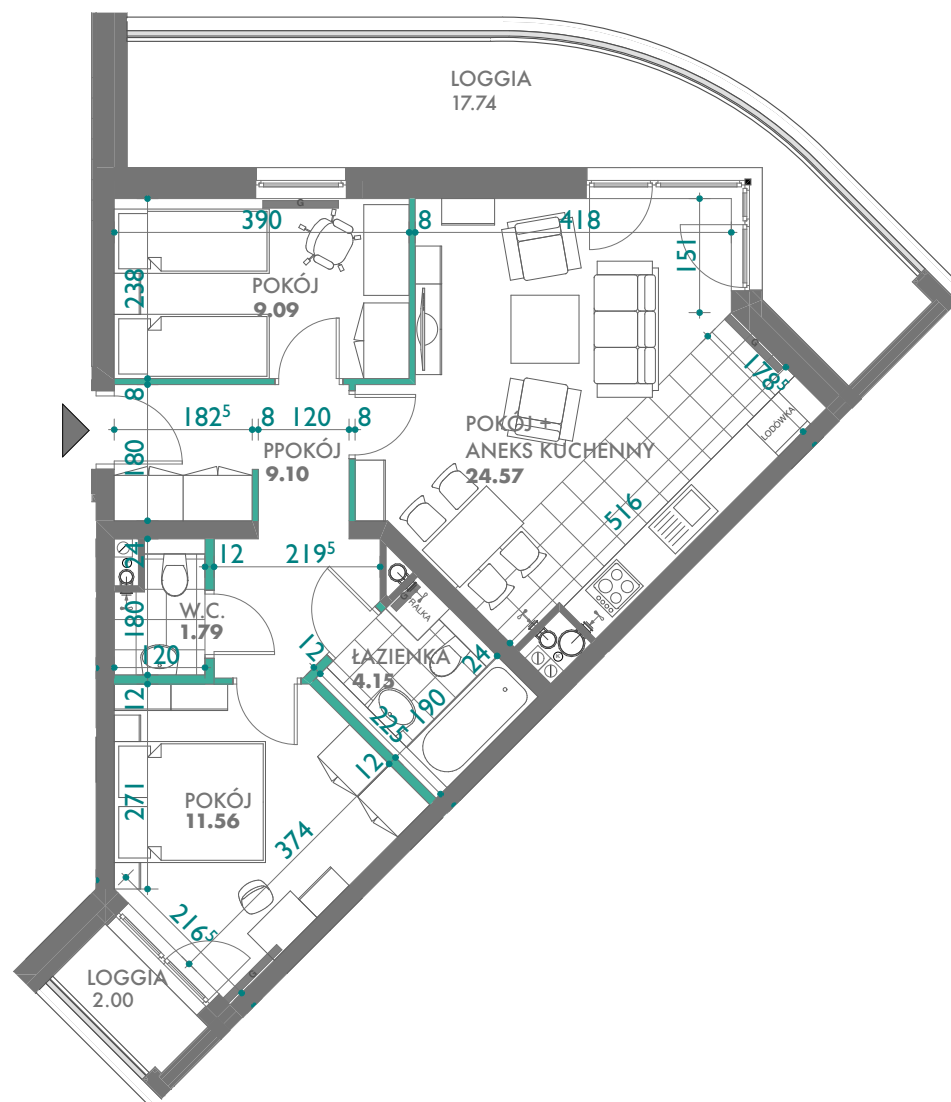 LOGGIA
17.74
G
390
8
418
151
238
POKÓJ
9.09
G
178⁵
8
182⁵
8
120
8
POKÓJ +
ANEKS KUCHENNY
24.57
LODÓWKA
PPOKÓJ
9.10
180
516
24
12
219⁵
W.C.
1.79
180
120
PRALKA
12
ŁAZIENKA
4.15
24
190
225
12
12
271
POKÓJ
11.56
374
216⁵
G
LOGGIA
2.00